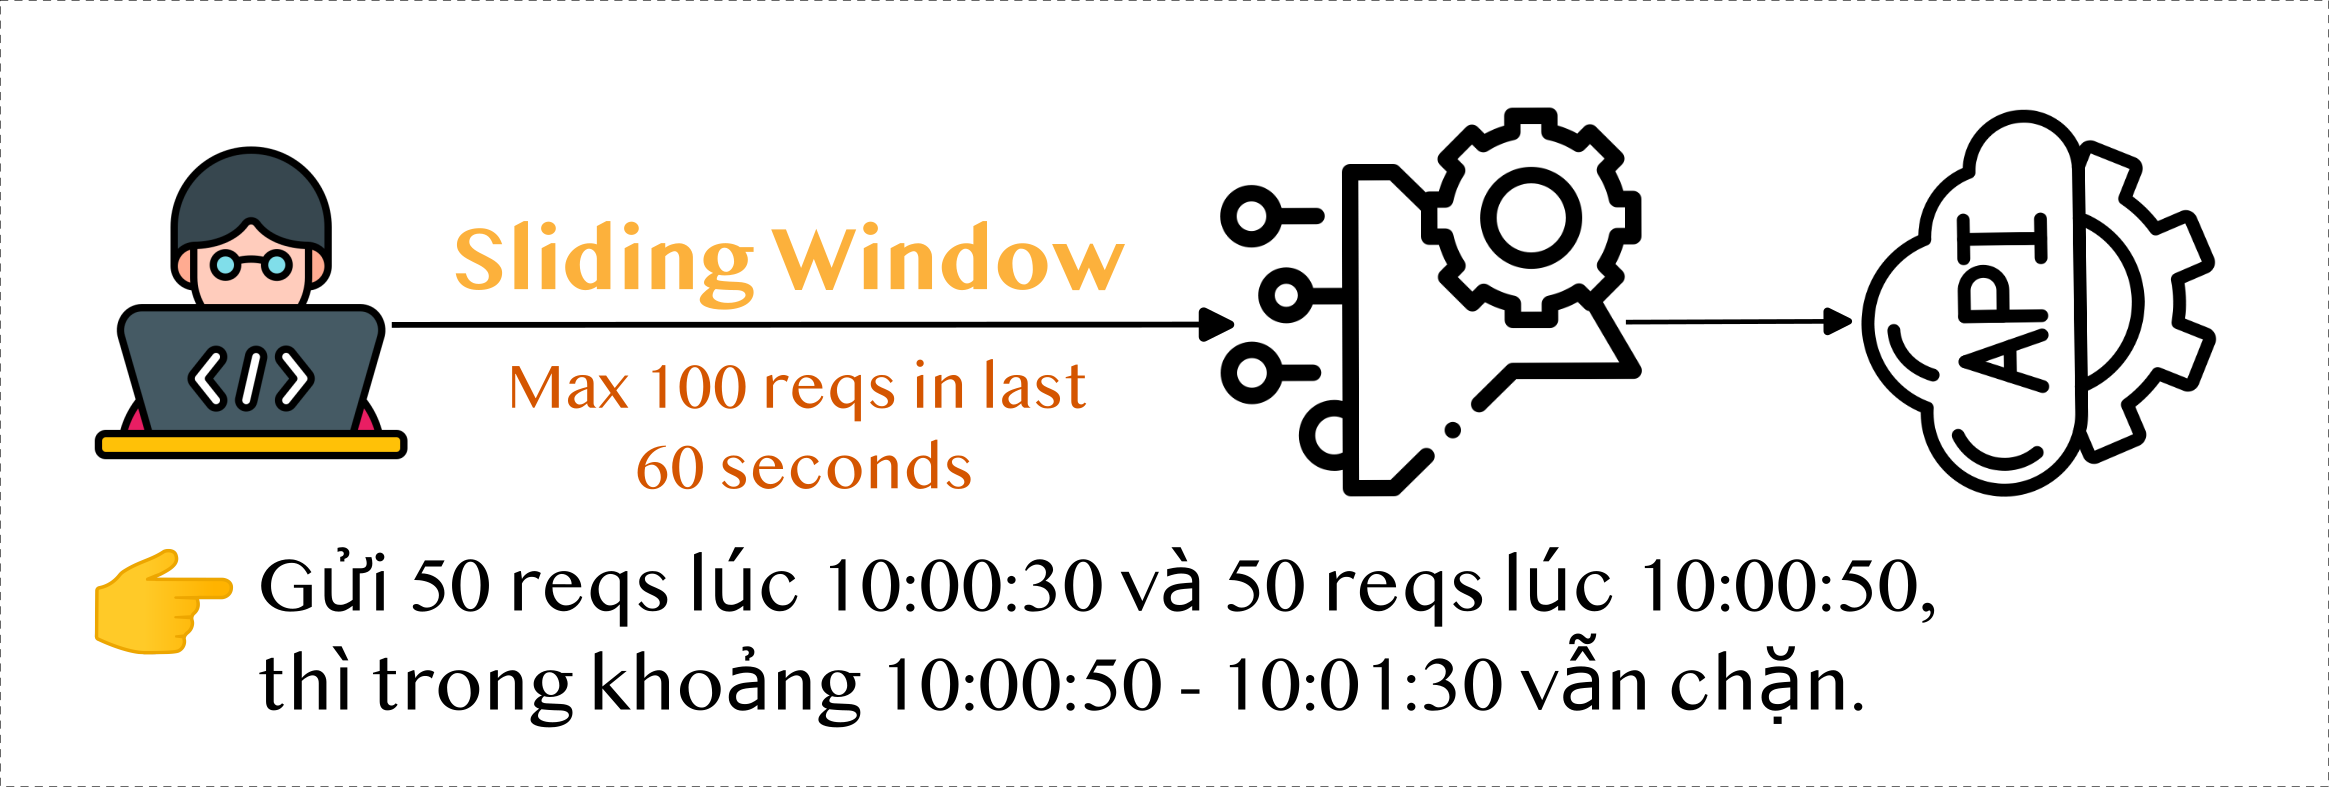 Sliding Window
Max 100 reqs in last
60 seconds
</>
API
Gửi 50 reqs lúc 10:00:30 và 50 reqs lúc 10:00:50,
thì trong khoảng 10:00:50 - 10:01:30 vẫn chặn.